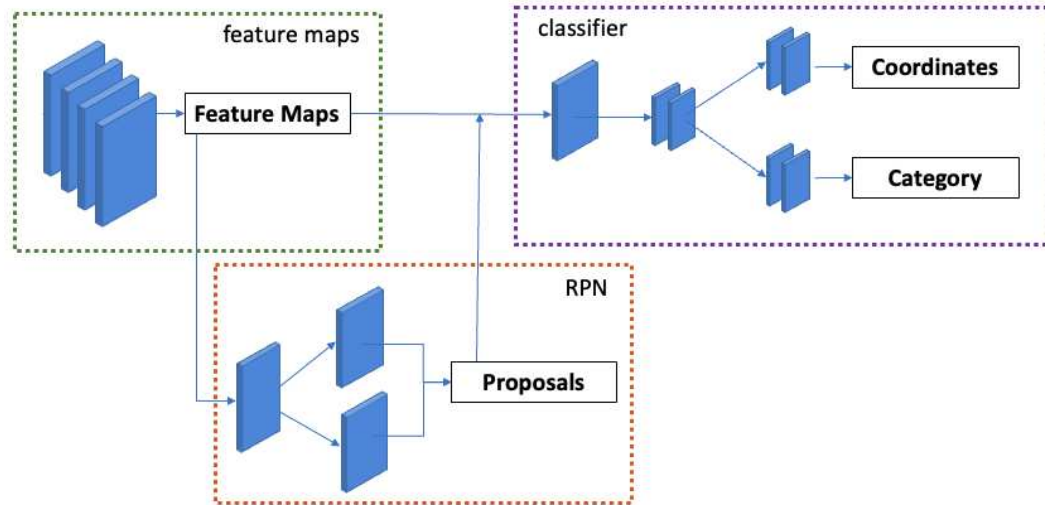 feature maps
Feature Maps
classifier
Coordinates
Category
RPN
Proposals